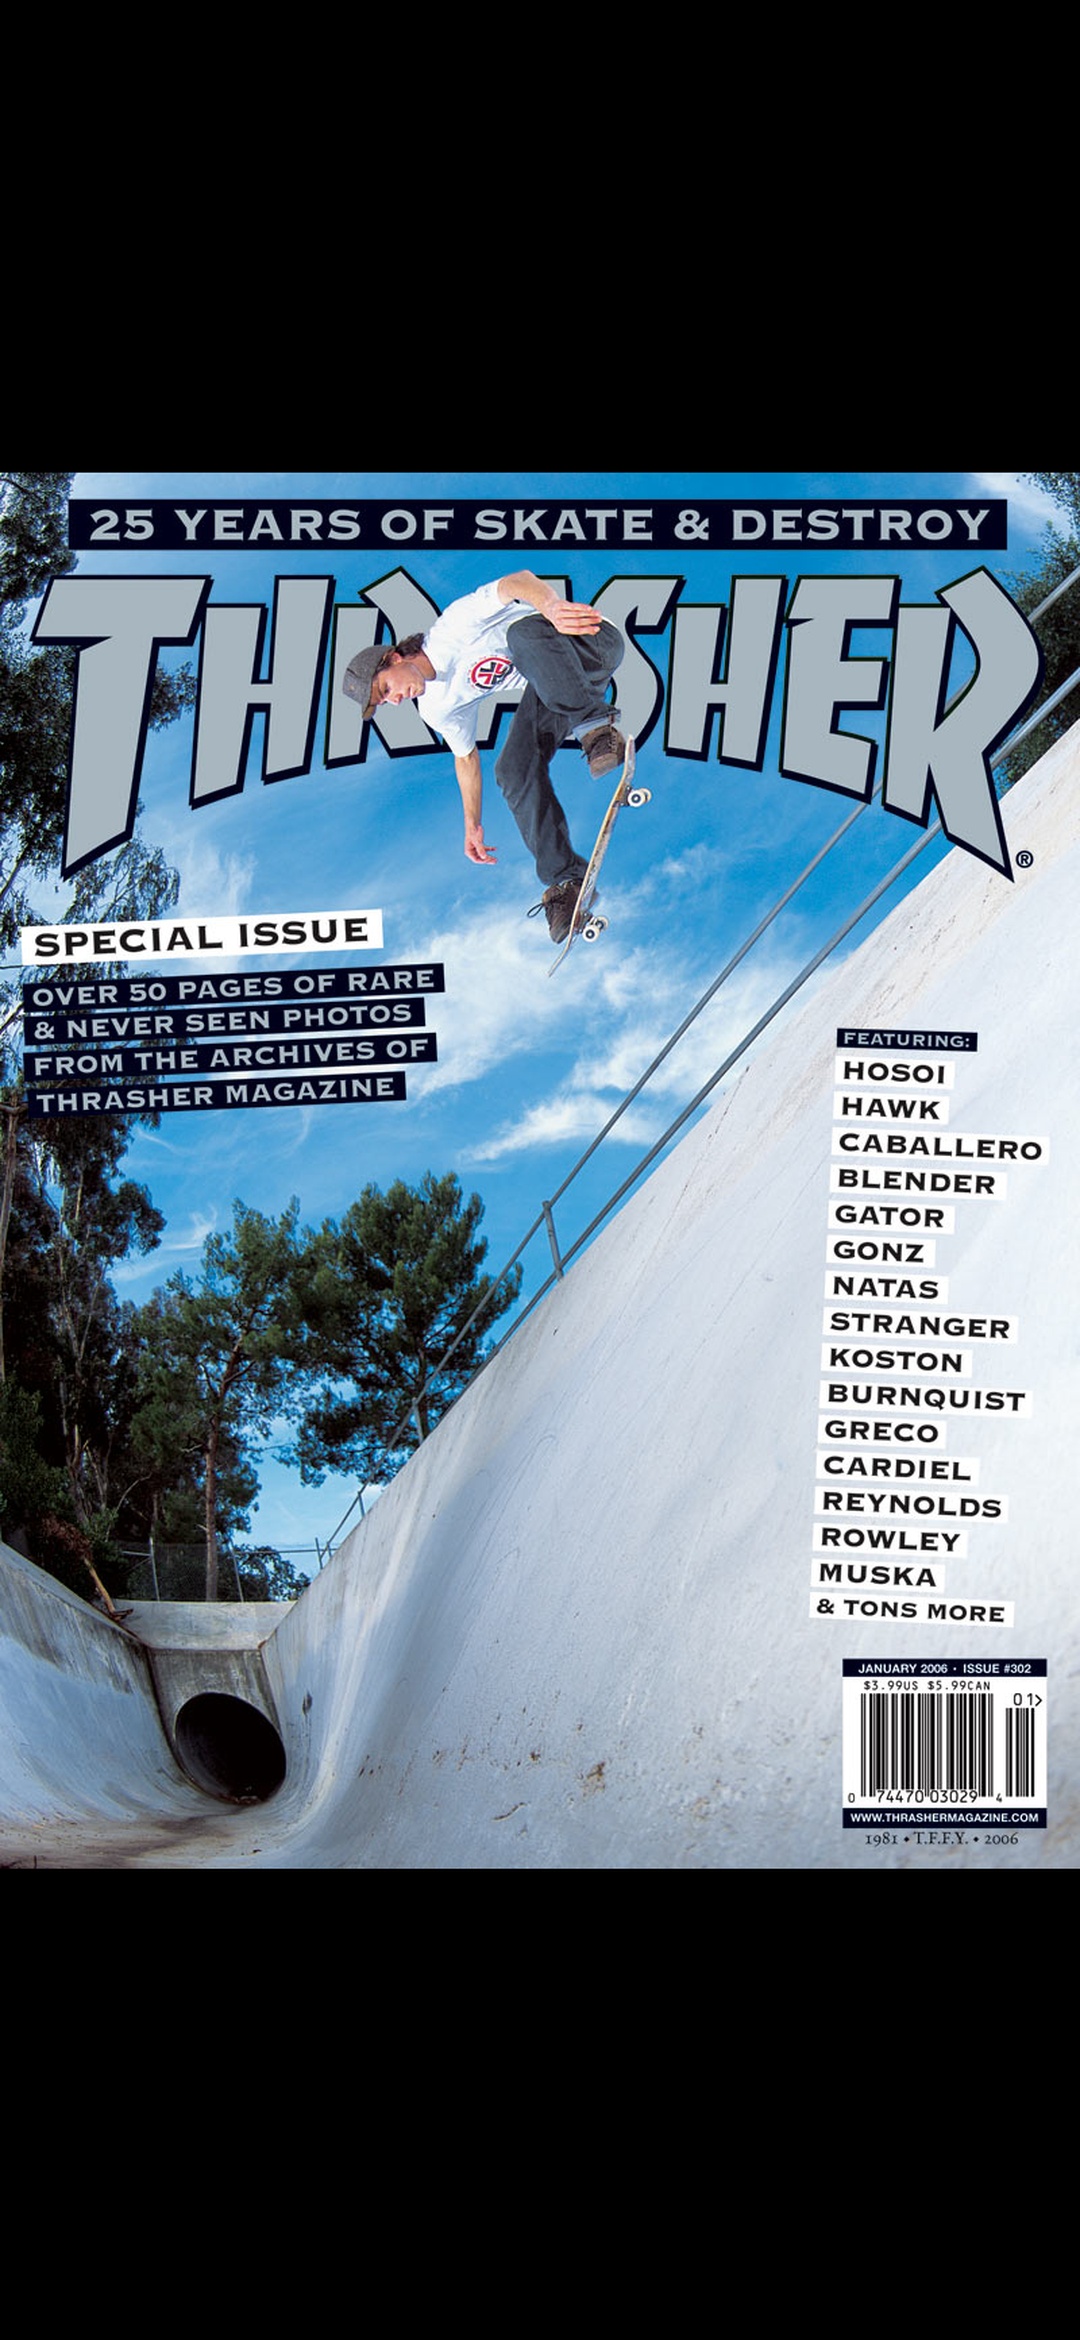 25 YEARS OF SKATE & DESTROY
THRASHER
®
SPECIAL ISSUE
OVER 50 PAGES OF RARE
& NEVER SEEN PHOTOS
FROM THE ARCHIVES OF
THRASHER MAGAZINE
FEATURING:
HOSOI
HAWK
CABALLERO
BLENDER
GATOR
GONZ
NATAS
STRANGER
KOSTON
BURNQUIST
GRECO
CARDIEL
REYNOLDS
ROWLEY
MUSKA
& TONS MORE
JANUARY 2006 • ISSUE #302
$3.99US $5.99CAN
01>
0 74470 03029 4
WWW.THRASHERMAGAZINE.COM
1981 • T.F.F.Y. • 2006